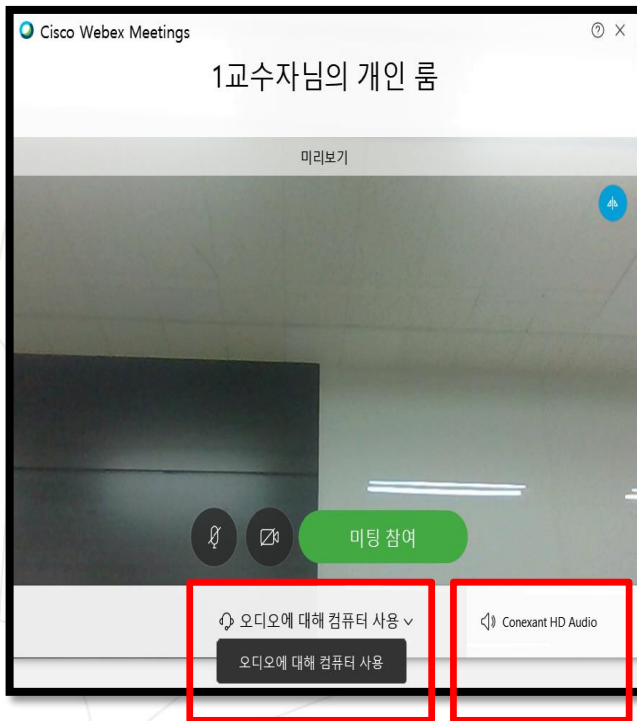 Cisco Webex Meetings
1교수자님의 개인 룸
미리보기
미팅 참여
오디오에 대해 컴퓨터 사용
Conexant HD Audio
오디오에 대해 컴퓨터 사용